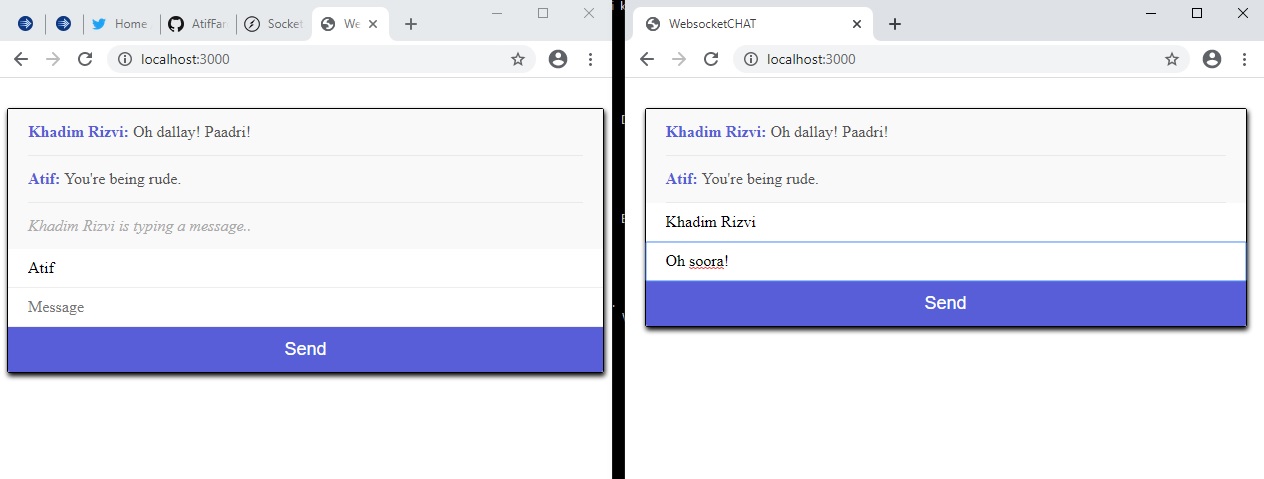 Home
AtifFar
Socket
We
localhost:3000
Khadim Rizvi: Oh dallay! Paadri!
Atif: You're being rude.
Khadim Rizvi is typing a message..
Atif
Message
Send
WebsocketCHAT
localhost:3000
Khadim Rizvi: Oh dallay! Paadri!
Atif: You're being rude.
Khadim Rizvi
Oh soora!
Send